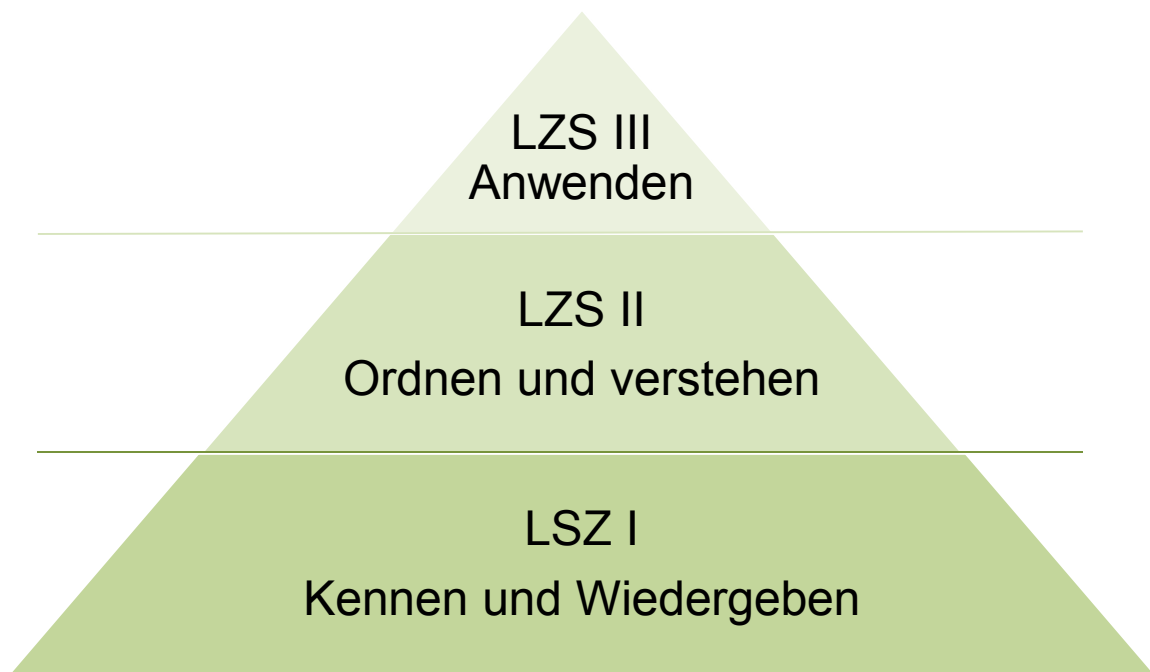 LZS III
Anwenden
LZS II
Ordnen und verstehen
LSZ I
Kennen und Wiedergeben